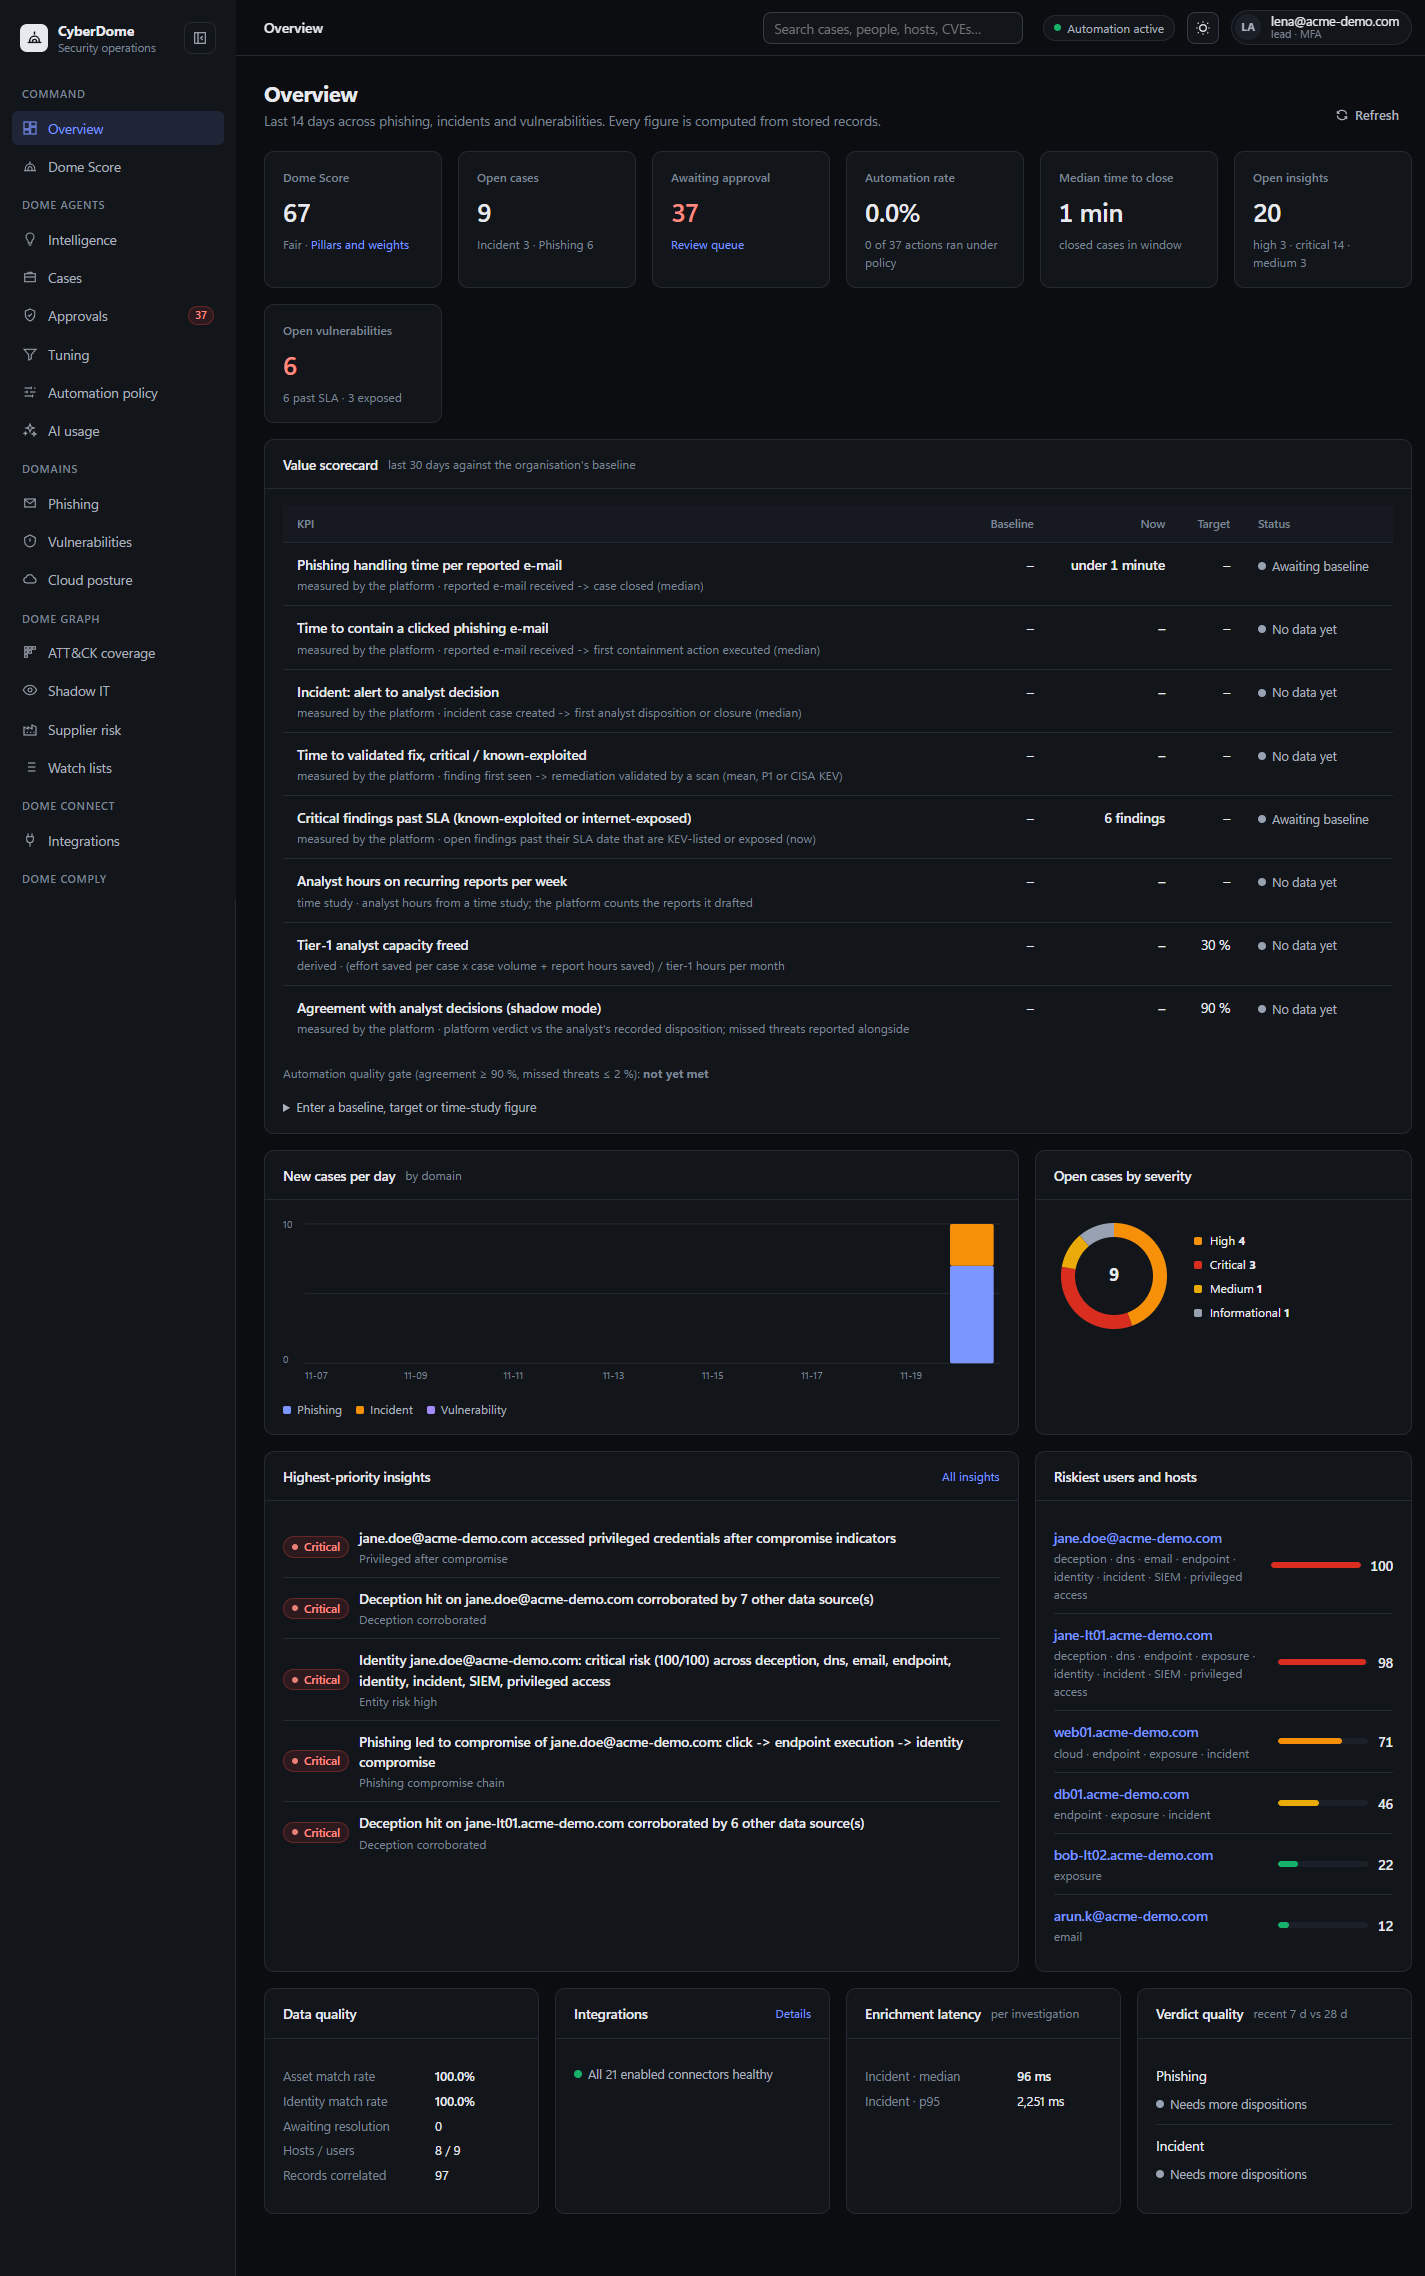 CyberDome
Security operations
COMMAND
Overview
Dome Score
DOME AGENTS
Intelligence
Cases
Approvals 37
Tuning
Automation policy
AI usage
DOMAINS
Phishing
Vulnerabilities
Cloud posture
DOME GRAPH
ATT&CK coverage
Shadow IT
Supplier risk
Watch lists
DOME CONNECT
Integrations
DOME COMPLY
Overview
Search cases, people, hosts, CVEs...
Automation active
LA
lena@acme-demo.com
lead · MFA
Overview
Last 14 days across phishing, incidents and vulnerabilities. Every figure is computed from stored records.
Refresh
Dome Score
67
Fair · Pillars and weights
Open cases
9
Incident 3 · Phishing 6
Awaiting approval
37
Review queue
Automation rate
0.0%
0 of 37 actions ran under
policy
Median time to close
1 min
closed cases in window
Open insights
20
high 3 · critical 14 ·
medium 3
Open vulnerabilities
6
6 past SLA · 3 exposed
Value scorecard last 30 days against the organisation's baseline
KPI Baseline Now Target Status
Phishing handling time per reported e-mail – under 1 minute – Awaiting baseline
measured by the platform · reported e-mail received -> case closed (median)
Time to contain a clicked phishing e-mail – – – No data yet
measured by the platform · reported e-mail received -> first containment action executed (median)
Incident: alert to analyst decision – – – No data yet
measured by the platform · incident case created -> first analyst disposition or closure (median)
Time to validated fix, critical / known-exploited – – – No data yet
measured by the platform · finding first seen -> remediation validated by a scan (mean, P1 or CISA KEV)
Critical findings past SLA (known-exploited or internet-exposed) – 6 findings – Awaiting baseline
measured by the platform · open findings past their SLA date that are KEV-listed or exposed (now)
Analyst hours on recurring reports per week – – – No data yet
time study · analyst hours from a time study; the platform counts the reports it drafted
Tier-1 analyst capacity freed – – 30 % No data yet
derived · (effort saved per case x case volume + report hours saved) / tier-1 hours per month
Agreement with analyst decisions (shadow mode) – – 90 % No data yet
measured by the platform · platform verdict vs the analyst's recorded disposition; missed threats reported alongside
Automation quality gate (agreement ≥ 90 %, missed threats ≤ 2 %): not yet met
Enter a baseline, target or time-study figure
New cases per day by domain
10
0
11-07 11-09 11-11 11-13 11-15 11-17 11-19
Phishing Incident Vulnerability
Open cases by severity
9
High 4
Critical 3
Medium 1
Informational 1
Highest-priority insights All insights
Critical
jane.doe@acme-demo.com accessed privileged credentials after compromise indicators
Privileged after compromise
Critical
Deception hit on jane.doe@acme-demo.com corroborated by 7 other data source(s)
Deception corroborated
Critical
Identity jane.doe@acme-demo.com: critical risk (100/100) across deception, dns, email, endpoint,
identity, incident, SIEM, privileged access
Entity risk high
Critical
Phishing led to compromise of jane.doe@acme-demo.com: click -> endpoint execution -> identity
compromise
Phishing compromise chain
Critical
Deception hit on jane-lt01.acme-demo.com corroborated by 6 other data source(s)
Deception corroborated
Riskiest users and hosts
jane.doe@acme-demo.com
deception · dns · email · endpoint ·
identity · incident · SIEM · privileged
access
100
jane-lt01.acme-demo.com
deception · dns · endpoint · exposure ·
identity · incident · SIEM · privileged
access
98
web01.acme-demo.com
cloud · endpoint · exposure · incident
71
db01.acme-demo.com
endpoint · exposure · incident
46
bob-lt02.acme-demo.com
exposure
22
arun.k@acme-demo.com
email
12
Data quality
Asset match rate 100.0%
Identity match rate 100.0%
Awaiting resolution 0
Hosts / users 8 / 9
Records correlated 97
Integrations Details
All 21 enabled connectors healthy
Enrichment latency per investigation
Incident · median 96 ms
Incident · p95 2,251 ms
Verdict quality recent 7 d vs 28 d
Phishing
Needs more dispositions
Incident
Needs more dispositions